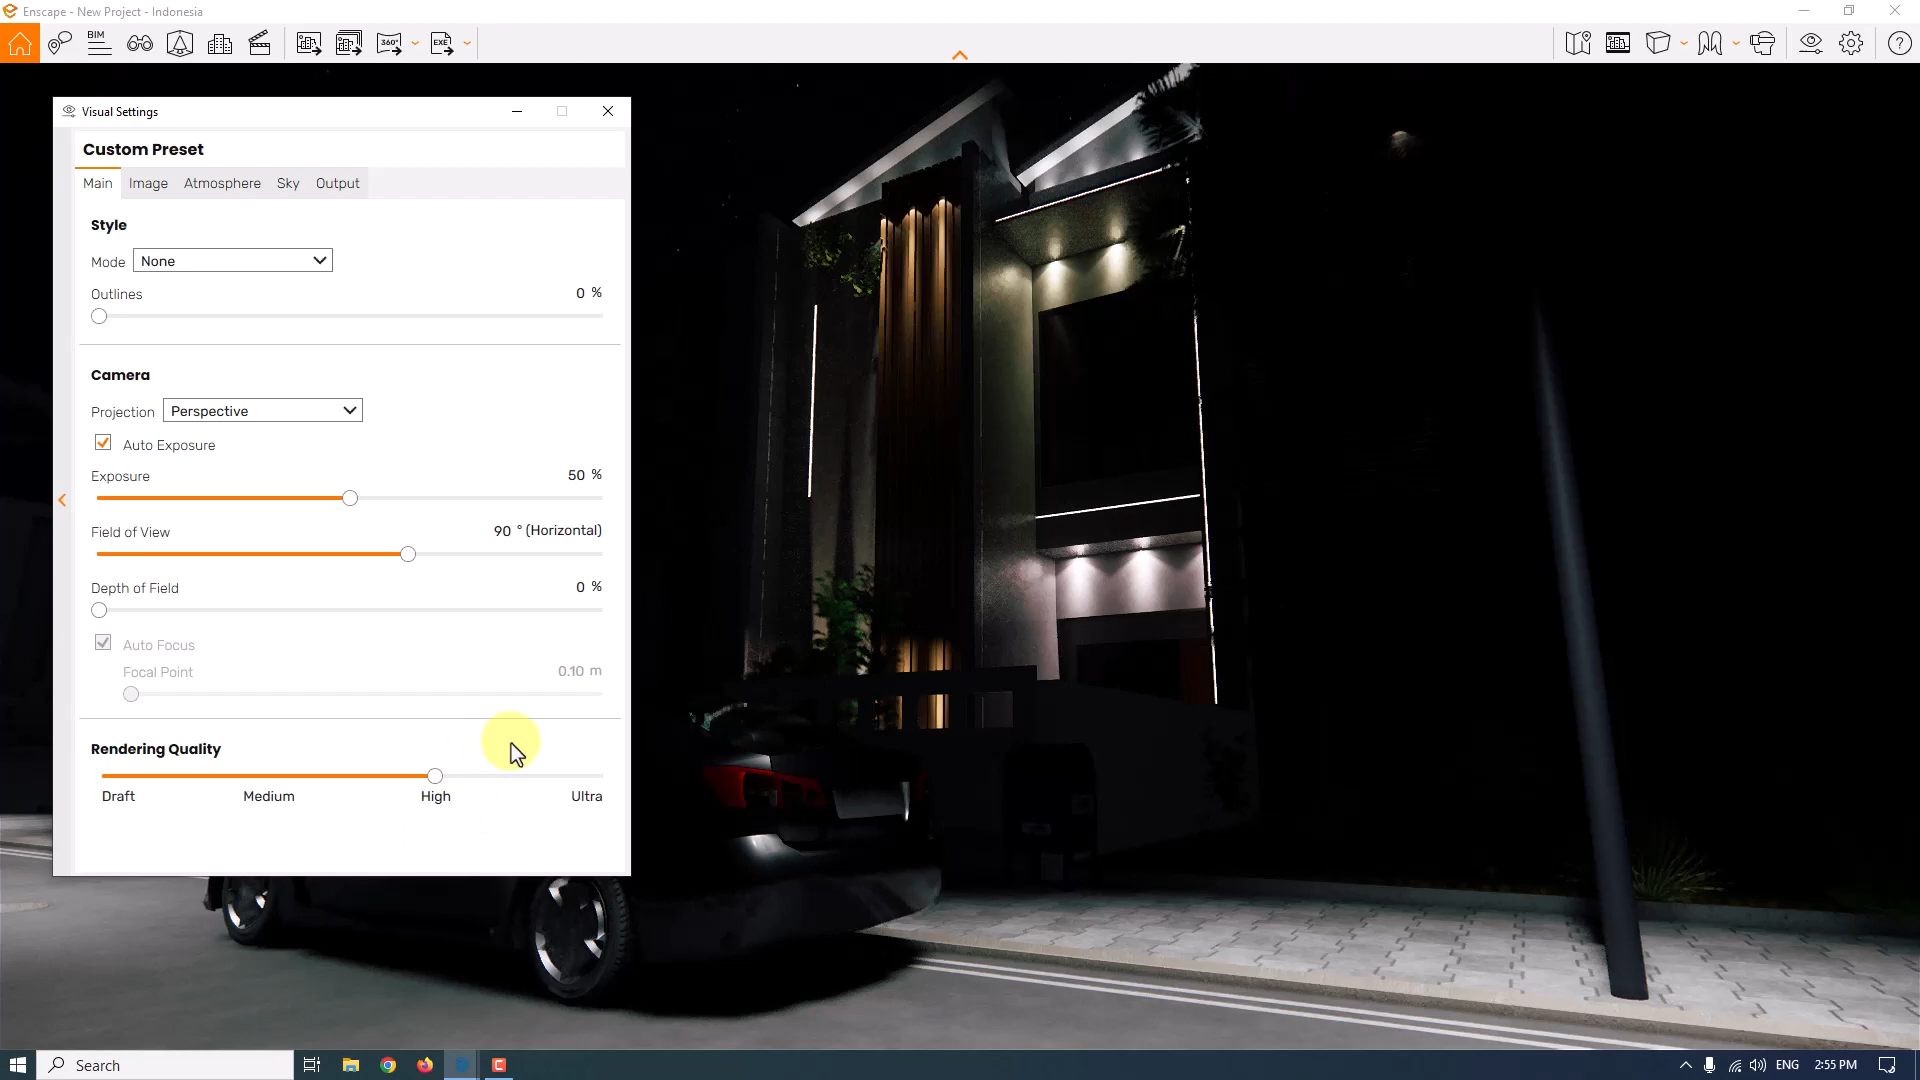 Enscape - New Project - Indonesia
BIM
360°
EXE
Visual Settings
Custom Preset
Main Image Atmosphere Sky Output
Style
Mode None
Outlines 0 %
Camera
Projection Perspective
Auto Exposure
Exposure 50 %
Field of View 90 ° (Horizontal)
Depth of Field 0 %
Auto Focus
Focal Point 0.10 m
Rendering Quality
Draft Medium High Ultra
Search
ENG 2:55 PM